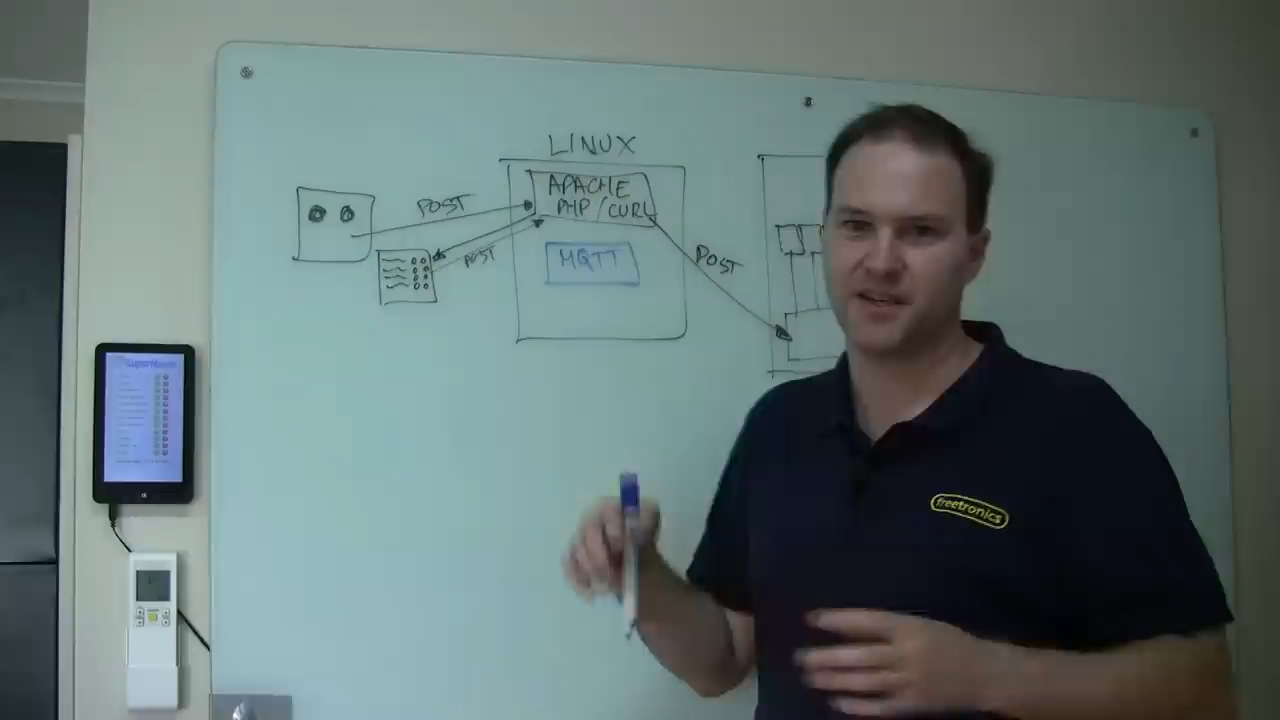 LINUX
APACHE
PHP/CURL
POST
POST
MQTT
POST
freetronics